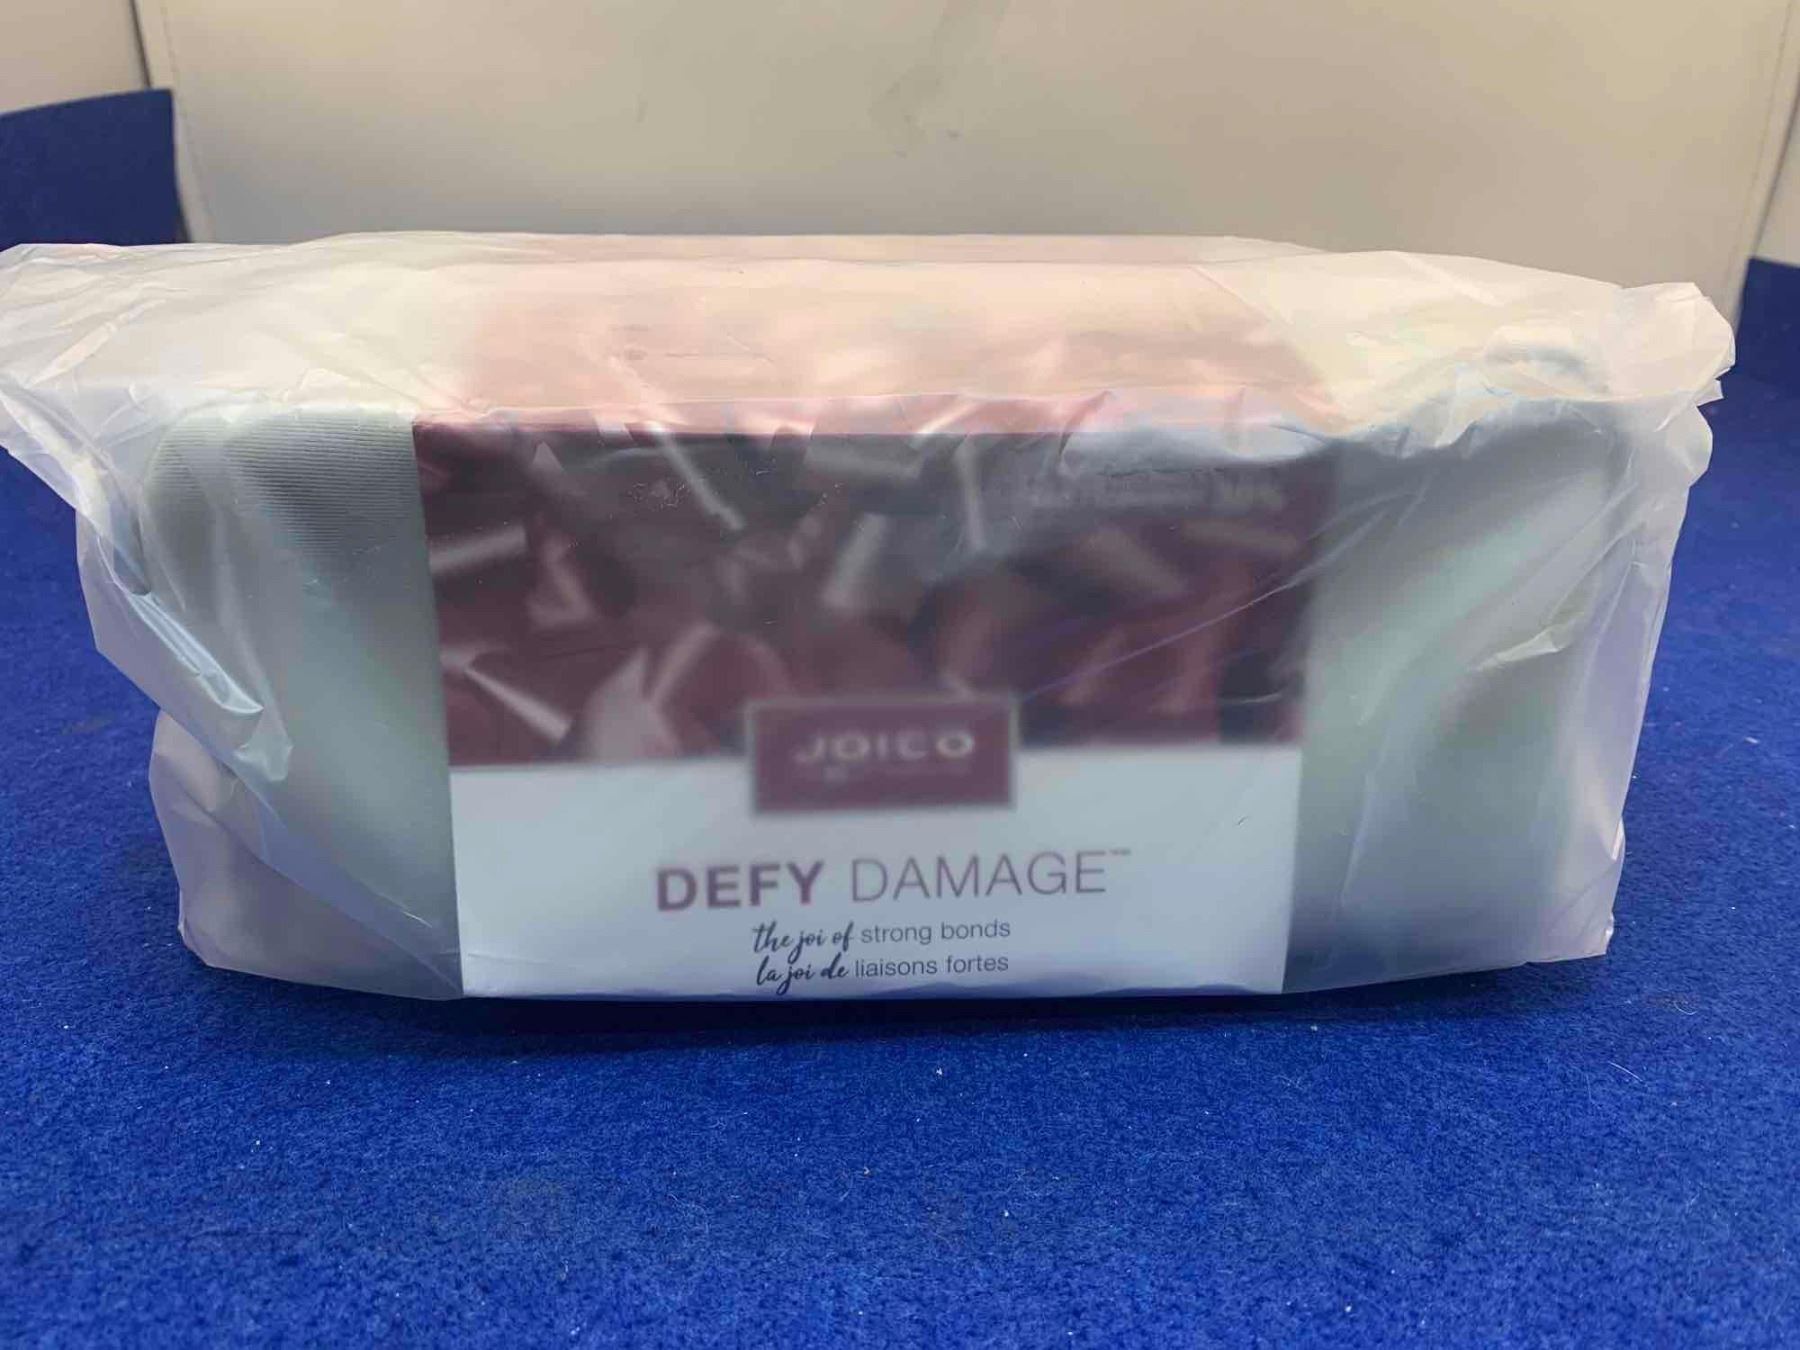 JOICO
DEFY DAMAGE™
the joi of strong bonds
la joi de liaisons fortes